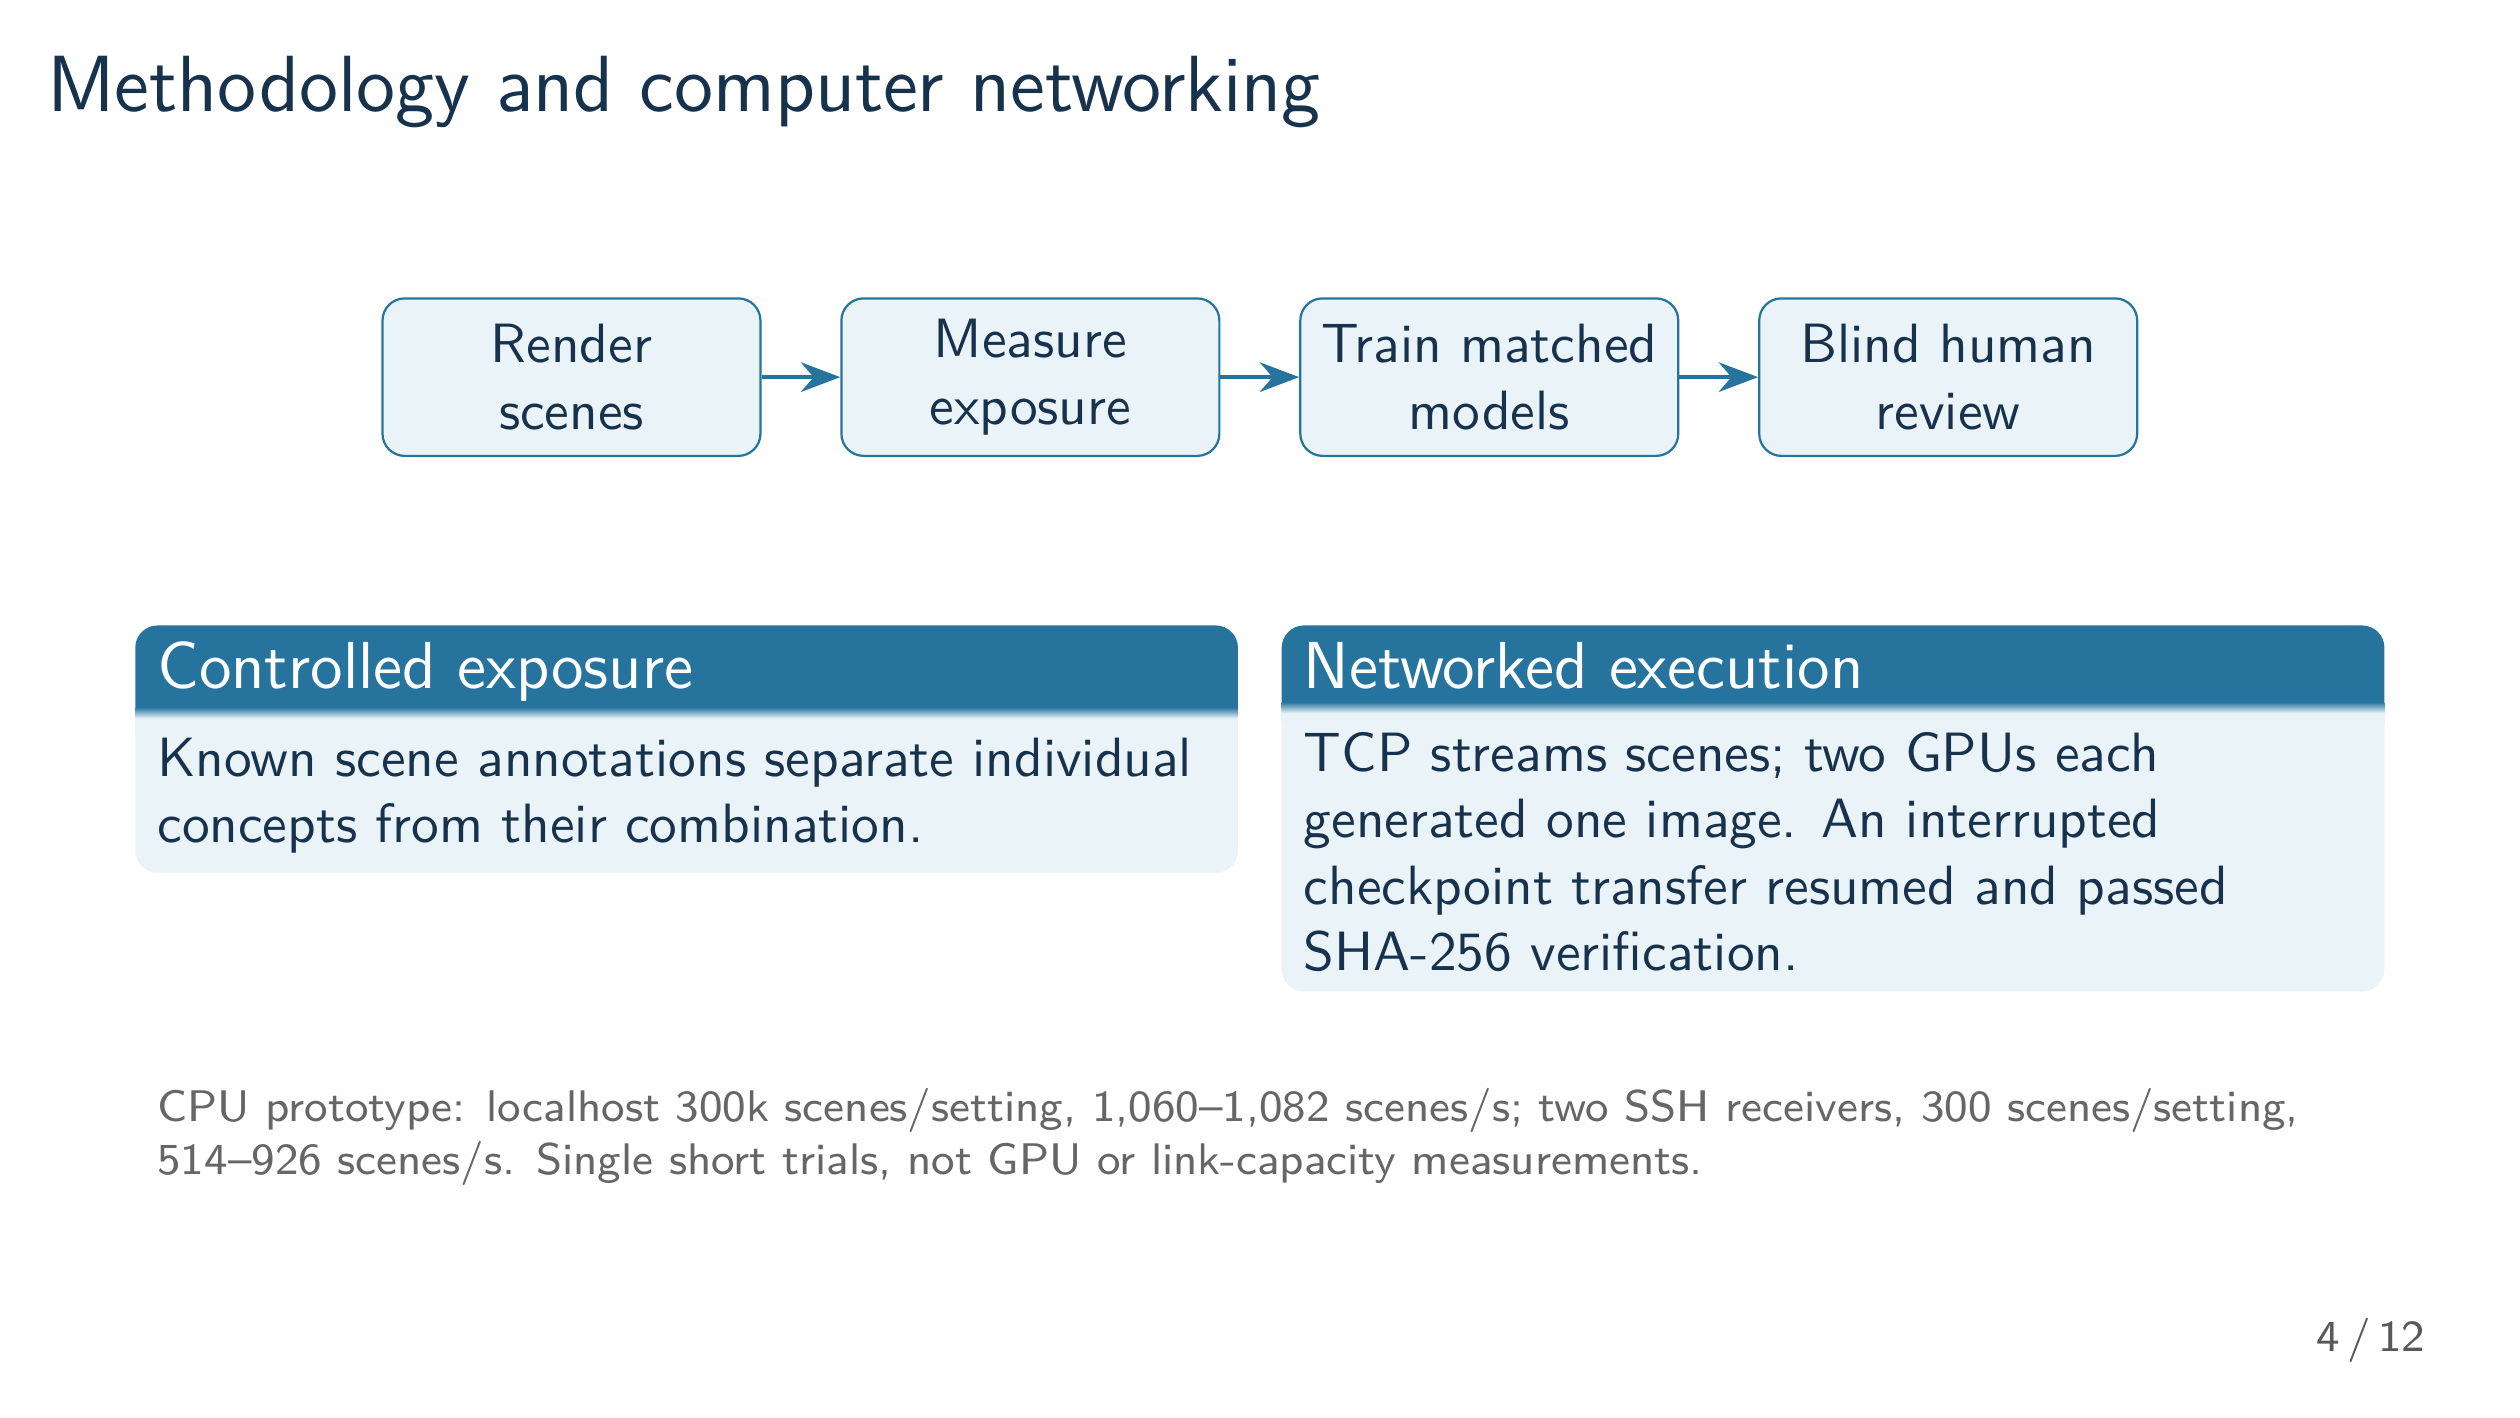 Methodology and computer networking
Render
scenes
Measure
exposure
Train matched
models
Blind human
review
Controlled exposure
Known scene annotations separate individual
concepts from their combination.
Networked execution
TCP streams scenes; two GPUs each
generated one image. An interrupted
checkpoint transfer resumed and passed
SHA-256 verification.
CPU prototype: localhost 300k scenes/setting, 1,060–1,082 scenes/s; two SSH receivers, 300 scenes/setting,
514–926 scenes/s. Single short trials, not GPU or link-capacity measurements.
4 / 12